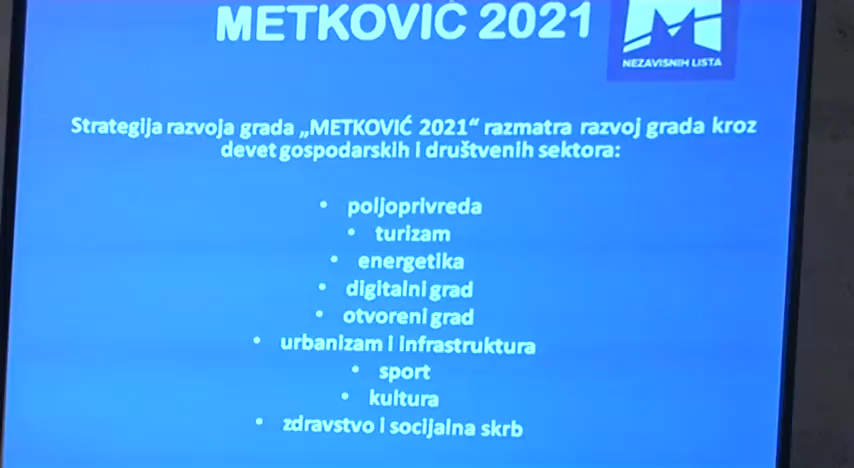 METKOVIĆ 2021
NEZAVISNIH LISTA
Strategija razvoja grada „METKOVIĆ 2021“ razmatra razvoj grada kroz
devet gospodarskih i društvenih sektora:
• poljoprivreda
• turizam
• energetika
• digitalni grad
• otvoreni grad
• urbanizam i infrastruktura
• sport
• kultura
• zdravstvo i socijalna skrb